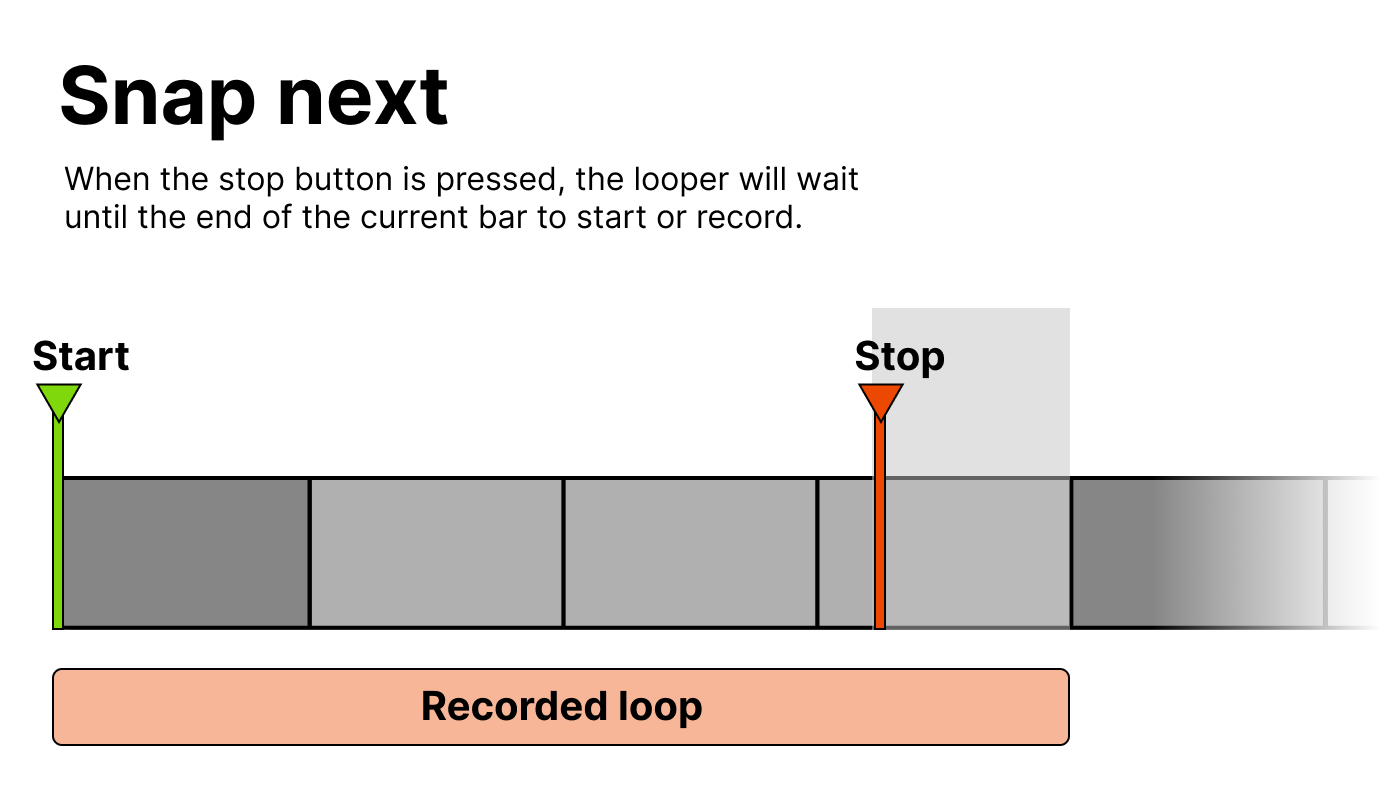 Snap next
When the stop button is pressed, the looper will wait
until the end of the current bar to start or record.
Start
Stop
Recorded loop